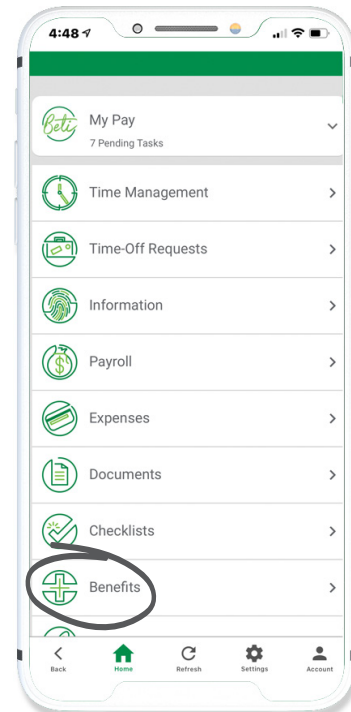 4:48
Beti
My Pay
7 Pending Tasks
Time Management
Time-Off Requests
Information
Payroll
$
Expenses
Documents
Checklists
Benefits
Back
Home
Refresh
Settings
Account